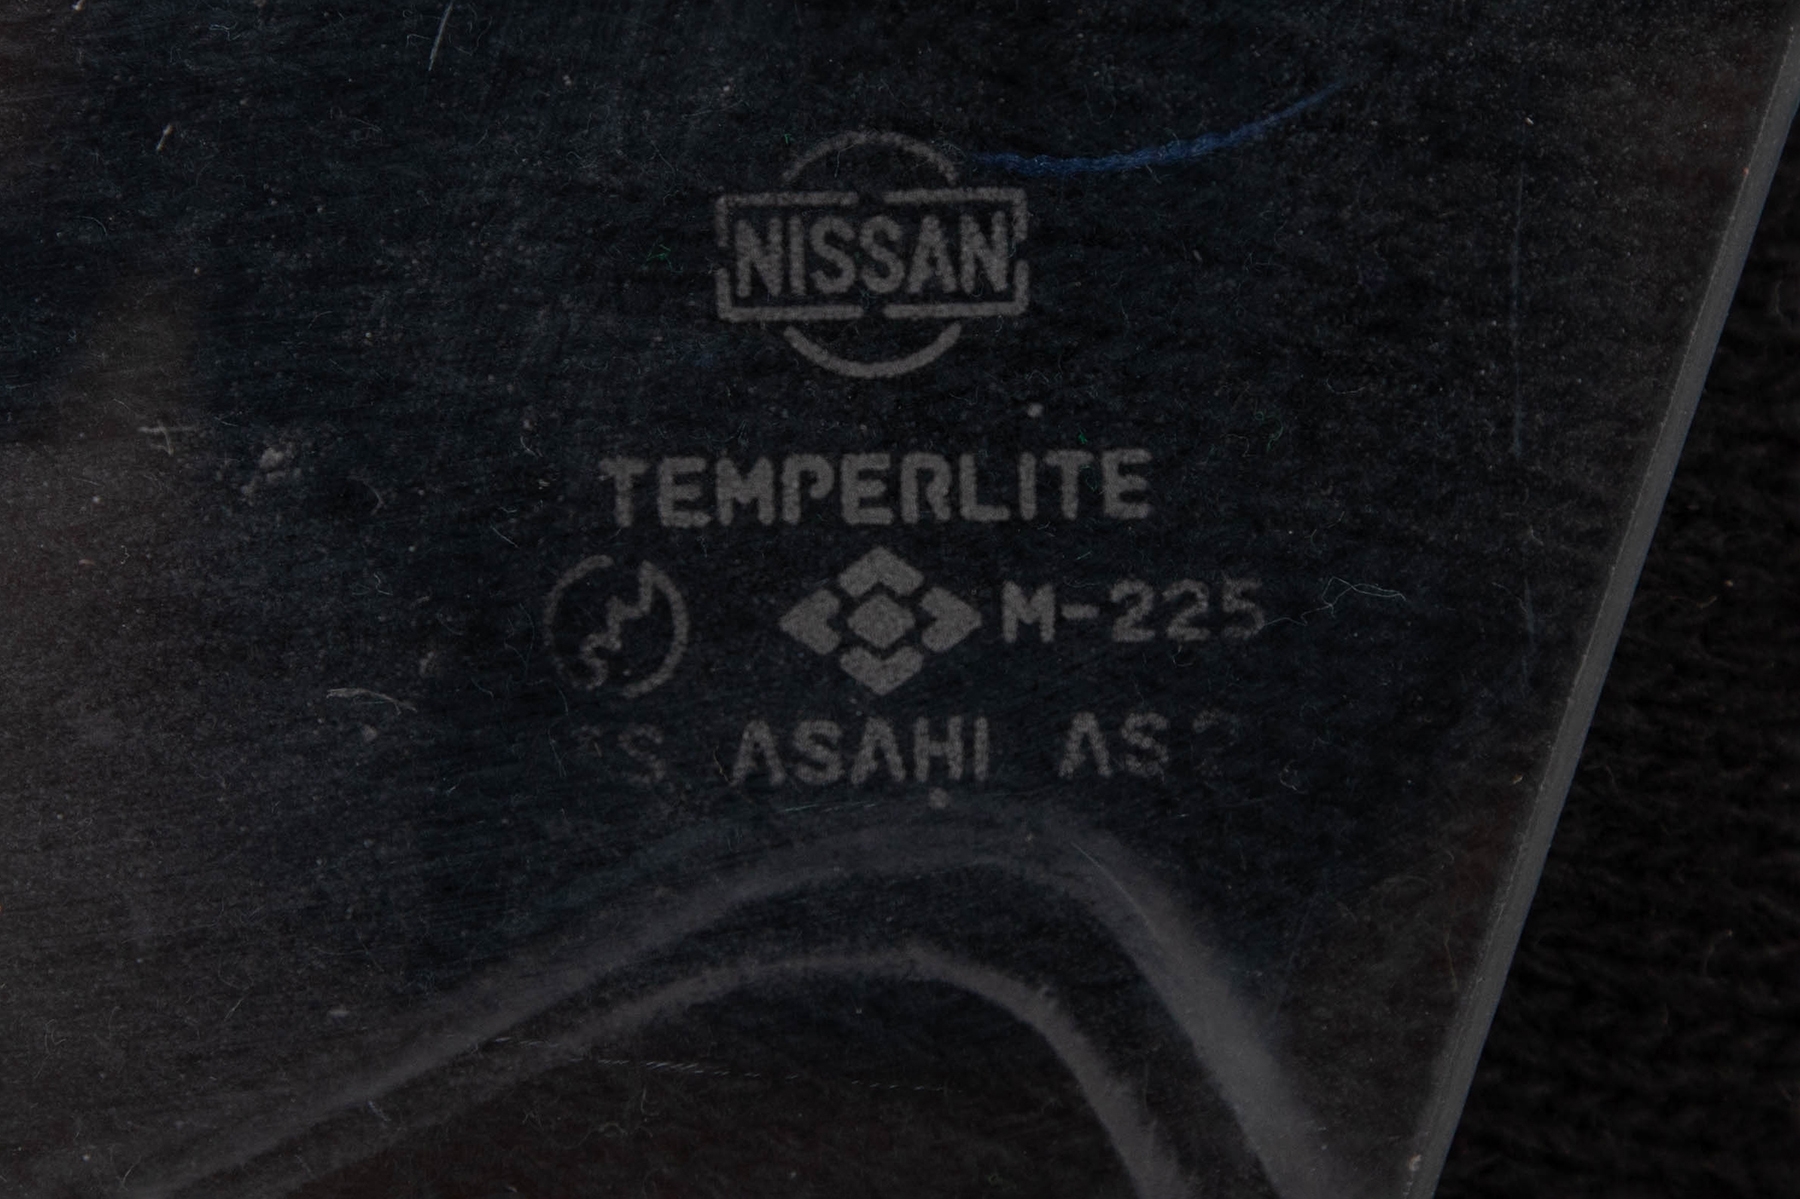 NISSAN
TEMPERLITE
M-225
ASAHI